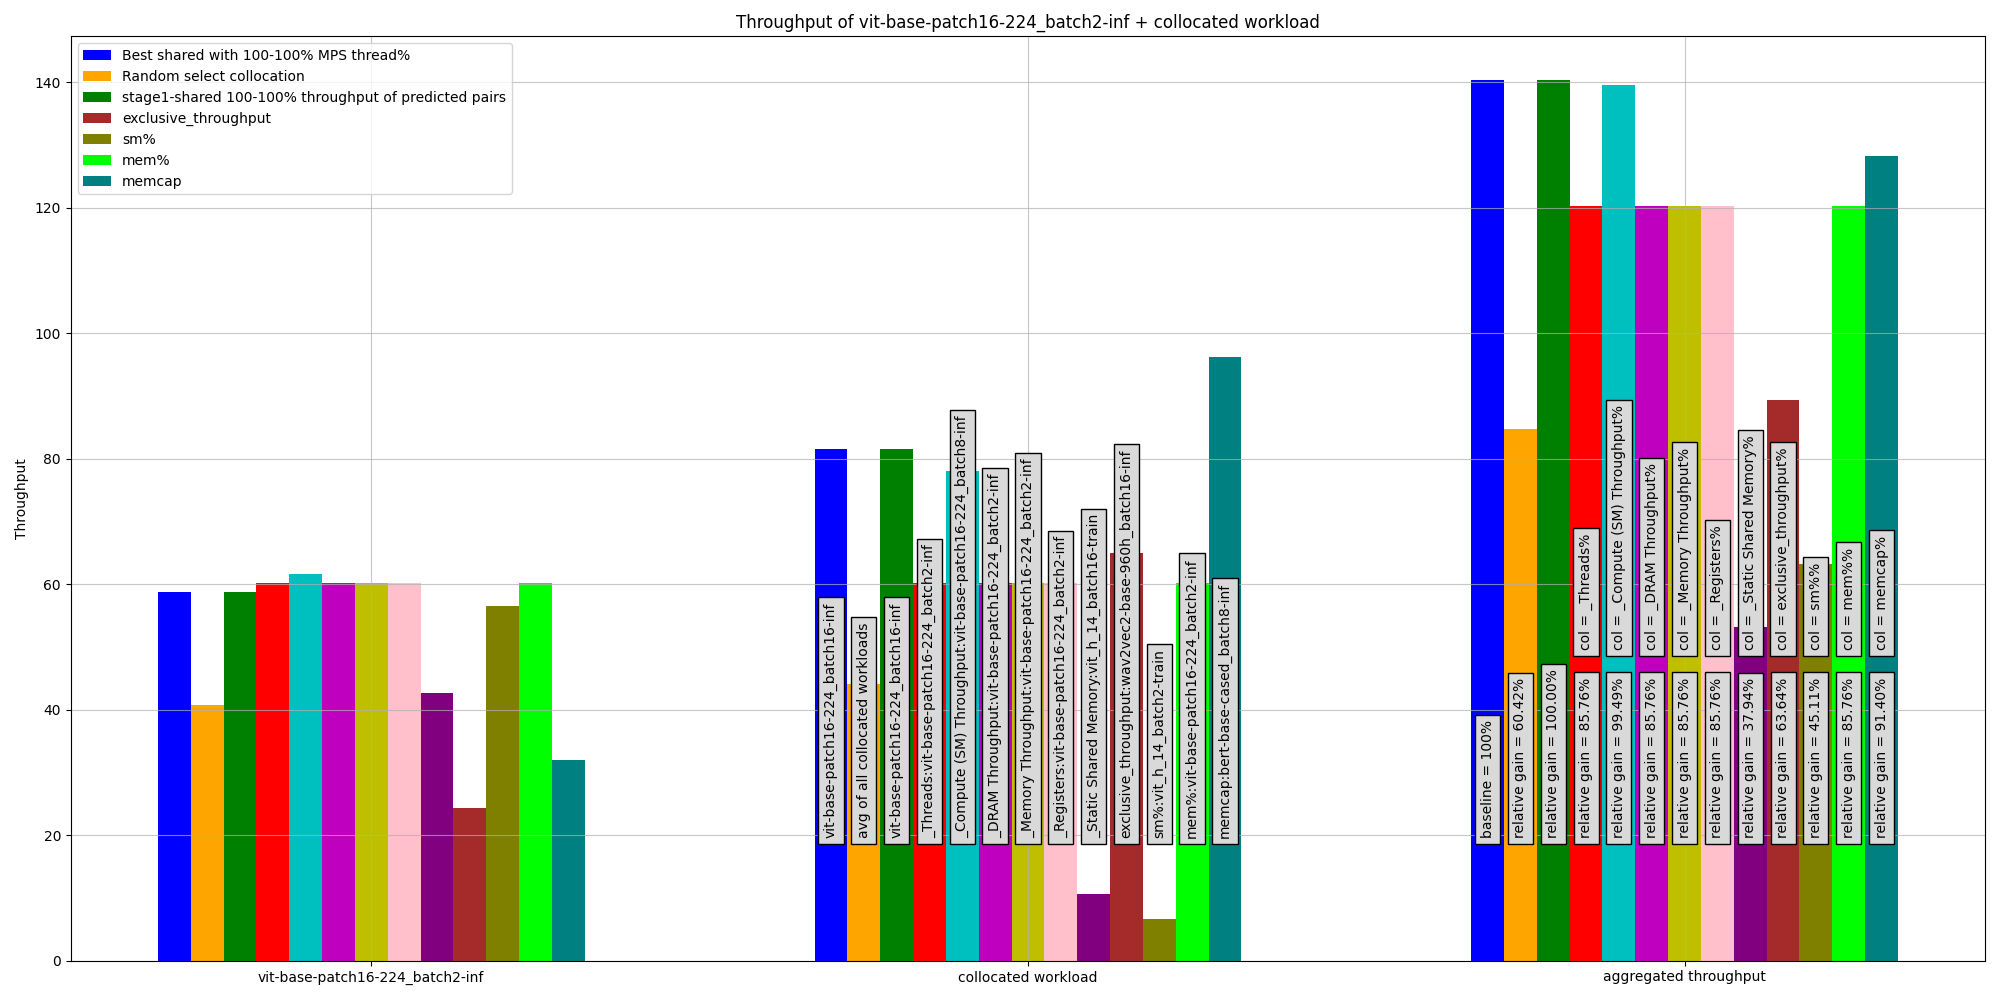 Throughput of vit-base-patch16-224_batch2-inf + collocated workload
Best shared with 100-100% MPS thread%
Random select collocation
stage1-shared 100-100% throughput of predicted pairs
exclusive_throughput
sm%
mem%
memcap
Throughput
140
120
100
80
60
40
20
0
vit-base-patch16-224_batch16-inf
avg of all collocated workloads
vit-base-patch16-224_batch16-inf
_Threads:vit-base-patch16-224_batch2-inf
_Compute (SM) Throughput:vit-base-patch16-224_batch8-inf
_DRAM Throughput:vit-base-patch16-224_batch2-inf
_Memory Throughput:vit-base-patch16-224_batch2-inf
_Registers:vit-base-patch16-224_batch2-inf
_Static Shared Memory:vit_h_14_batch16-train
exclusive_throughput:wav2vec2-base-960h_batch16-inf
sm%:vit_h_14_batch2-train
mem%:vit-base-patch16-224_batch2-inf
memcap:bert-base-cased_batch8-inf
col = _Threads%
col = _Compute (SM) Throughput%
col = _DRAM Throughput%
col = _Memory Throughput%
col = _Registers%
col = _Static Shared Memory%
col = exclusive_throughput%
col = sm%%
col = mem%%
col = memcap%
baseline = 100%
relative gain = 60.42%
relative gain = 100.00%
relative gain = 85.76%
relative gain = 99.49%
relative gain = 85.76%
relative gain = 85.76%
relative gain = 85.76%
relative gain = 37.94%
relative gain = 63.64%
relative gain = 45.11%
relative gain = 85.76%
relative gain = 91.40%
vit-base-patch16-224_batch2-inf
collocated workload
aggregated throughput